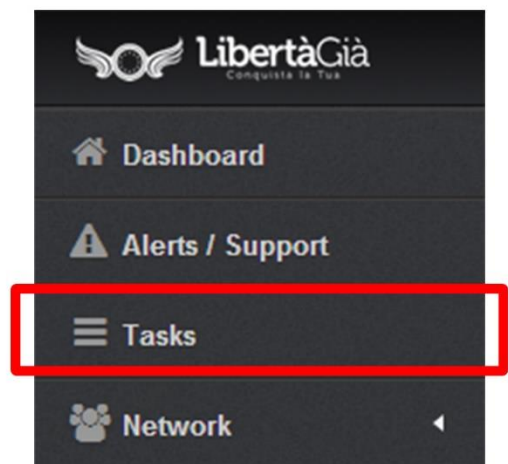 LibertàGià
Conquista la Tua
Dashboard
Alerts / Support
Tasks
Network